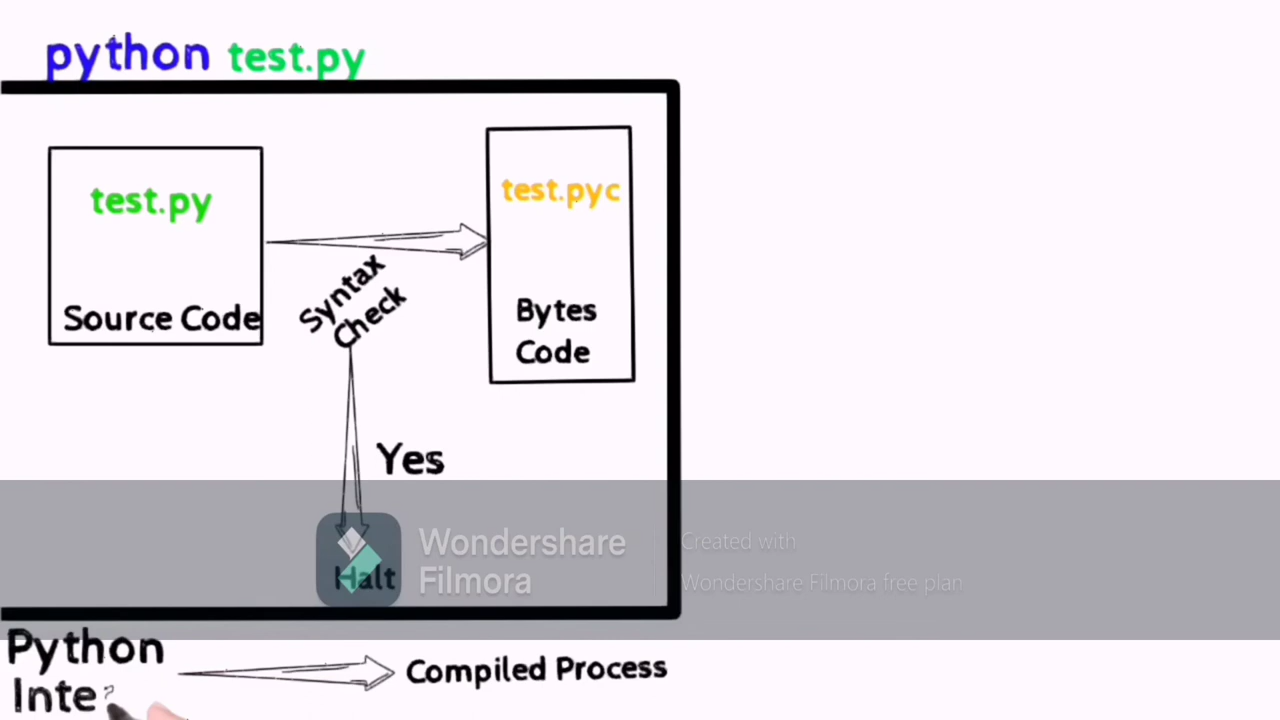 python test.py
test.py
test.pyc
Source Code
Syntax
Check
Bytes
Code
Yes
Halt
Wondershare
Filmora
Created with
Wondershare Filmora free plan
Python
Inte
Compiled Process